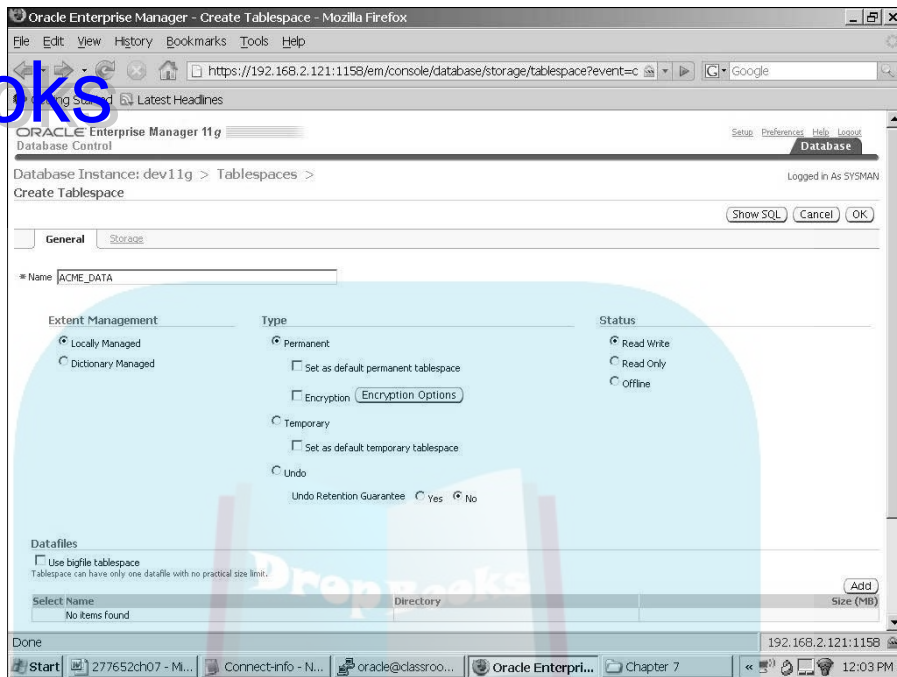 Oracle Enterprise Manager - Create Tablespace - Mozilla Firefox
File Edit View History Bookmarks Tools Help
https://192.168.2.121:1158/em/console/database/storage/tablespace?event=c
Google
oks
Latest Headlines
ORACLE Enterprise Manager 11g
Database Control
Setup Preferences Help Logout
Database
Database Instance: dev11g > Tablespaces >
Logged in As SYSMAN
Create Tablespace
Show SQL Cancel OK
General Storage
* Name ACME_DATA
Extent Management
Locally Managed
Dictionary Managed
Type
Permanent
Set as default permanent tablespace
Encryption Encryption Options
Temporary
Set as default temporary tablespace
Undo
Undo Retention Guarantee Yes No
Status
Read Write
Read Only
Offline
Datafiles
Use bigfile tablespace
Tablespace can have only one datafile with no practical size limit.
DropBooks
Add
Select Name Directory Size (MB)
No items found
Done
192.168.2.121:1158
Start 277652ch07 - M... Connect-info - N... oracle@classroo... Oracle Enterpri... Chapter 7 « 12:03 PM